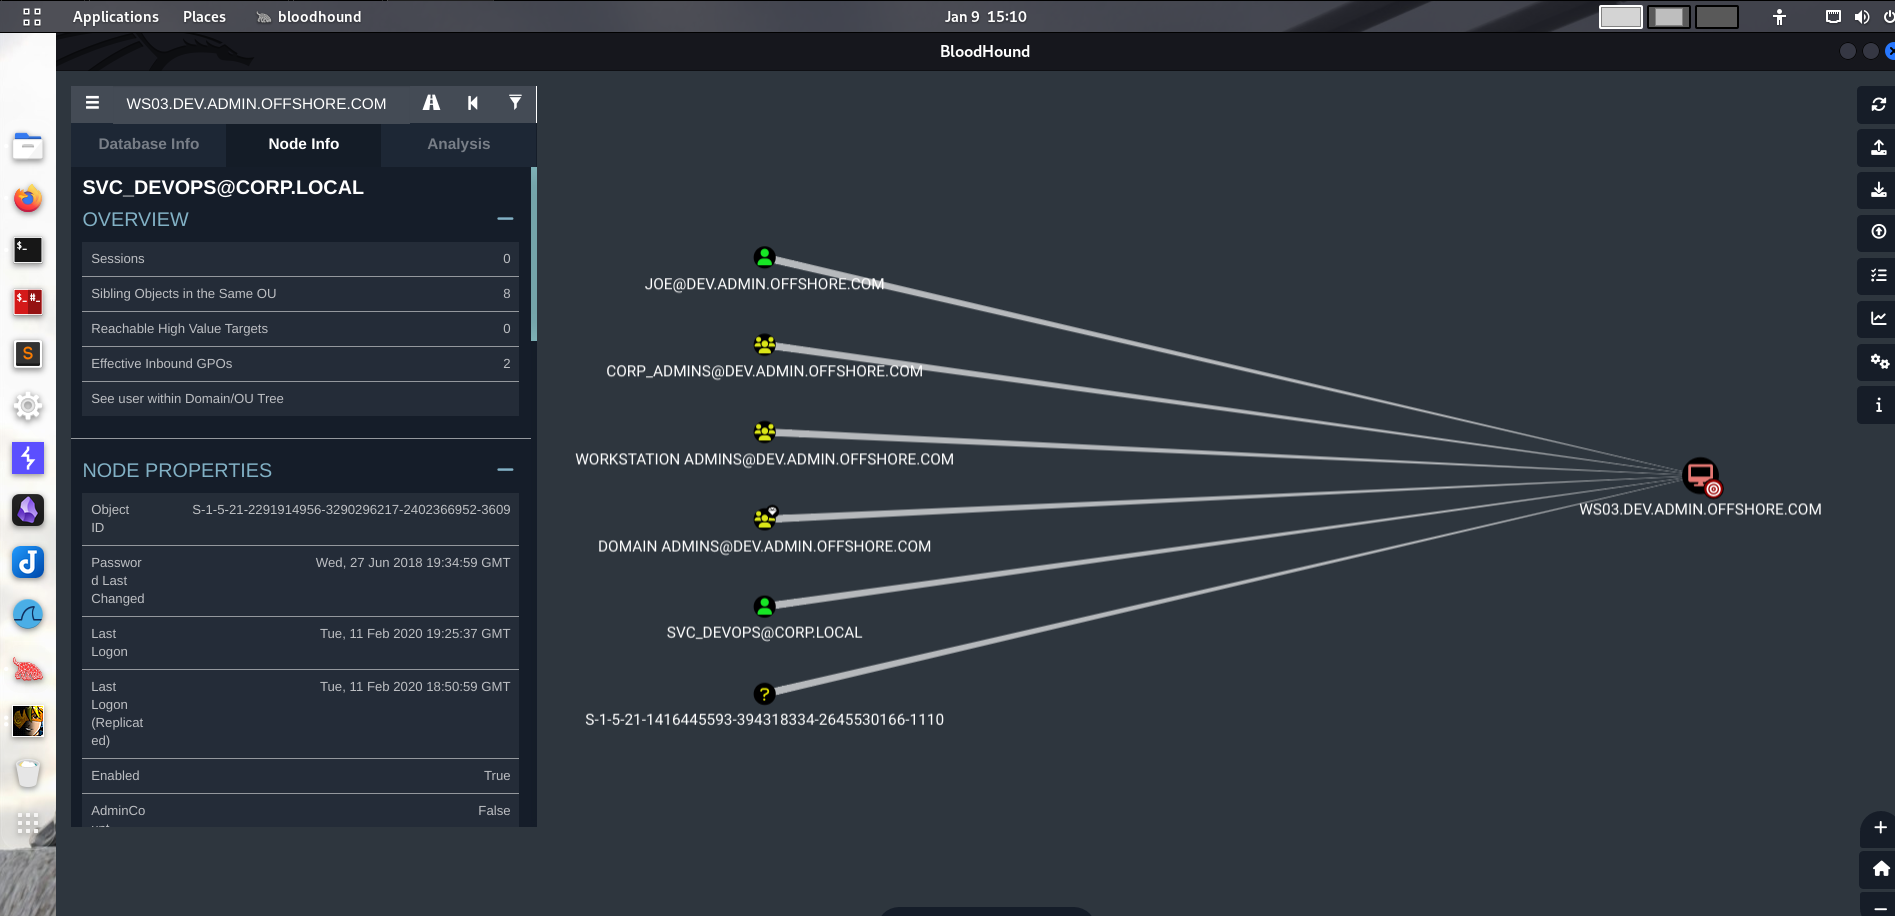 Applications Places bloodhound Jan 9 15:10
BloodHound
WS03.DEV.ADMIN.OFFSHORE.COM
Database Info Node Info Analysis
SVC_DEVOPS@CORP.LOCAL
OVERVIEW
Sessions 0
Sibling Objects in the Same OU 8
Reachable High Value Targets 0
Effective Inbound GPOs 2
See user within Domain/OU Tree
NODE PROPERTIES
Object S-1-5-21-2291914956-3290296217-2402366952-3609
ID
Passwor Wed, 27 Jun 2018 19:34:59 GMT
d Last
Changed
Last Tue, 11 Feb 2020 19:25:37 GMT
Logon
Last Tue, 11 Feb 2020 18:50:59 GMT
Logon
(Replicat
ed)
Enabled True
AdminCo False
JOE@DEV.ADMIN.OFFSHORE.COM
CORP_ADMINS@DEV.ADMIN.OFFSHORE.COM
WORKSTATION ADMINS@DEV.ADMIN.OFFSHORE.COM
DOMAIN ADMINS@DEV.ADMIN.OFFSHORE.COM
SVC_DEVOPS@CORP.LOCAL
S-1-5-21-1416445593-394318334-2645530166-1110
WS03.DEV.ADMIN.OFFSHORE.COM